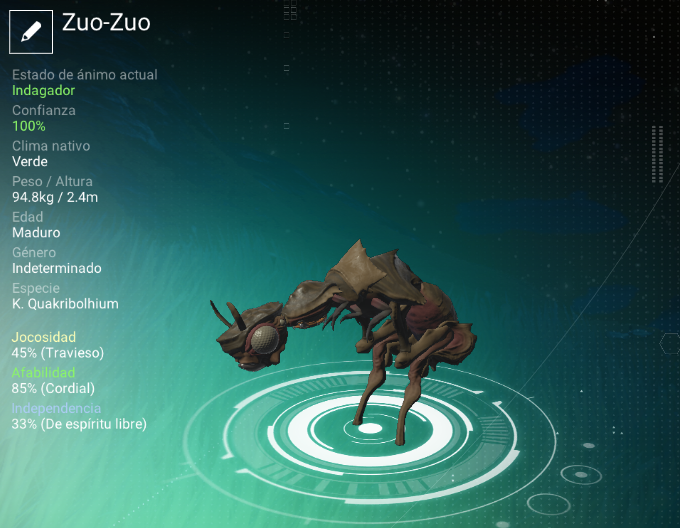 Zuo-Zuo
Estado de ánimo actual
Indagador
Confianza
100%
Clima nativo
Verde
Peso / Altura
94.8kg / 2.4m
Edad
Maduro
Género
Indeterminado
Especie
K. Quakribolhium
Jocosidad
45% (Travieso)
Afabilidad
85% (Cordial)
Independencia
33% (De espíritu libre)